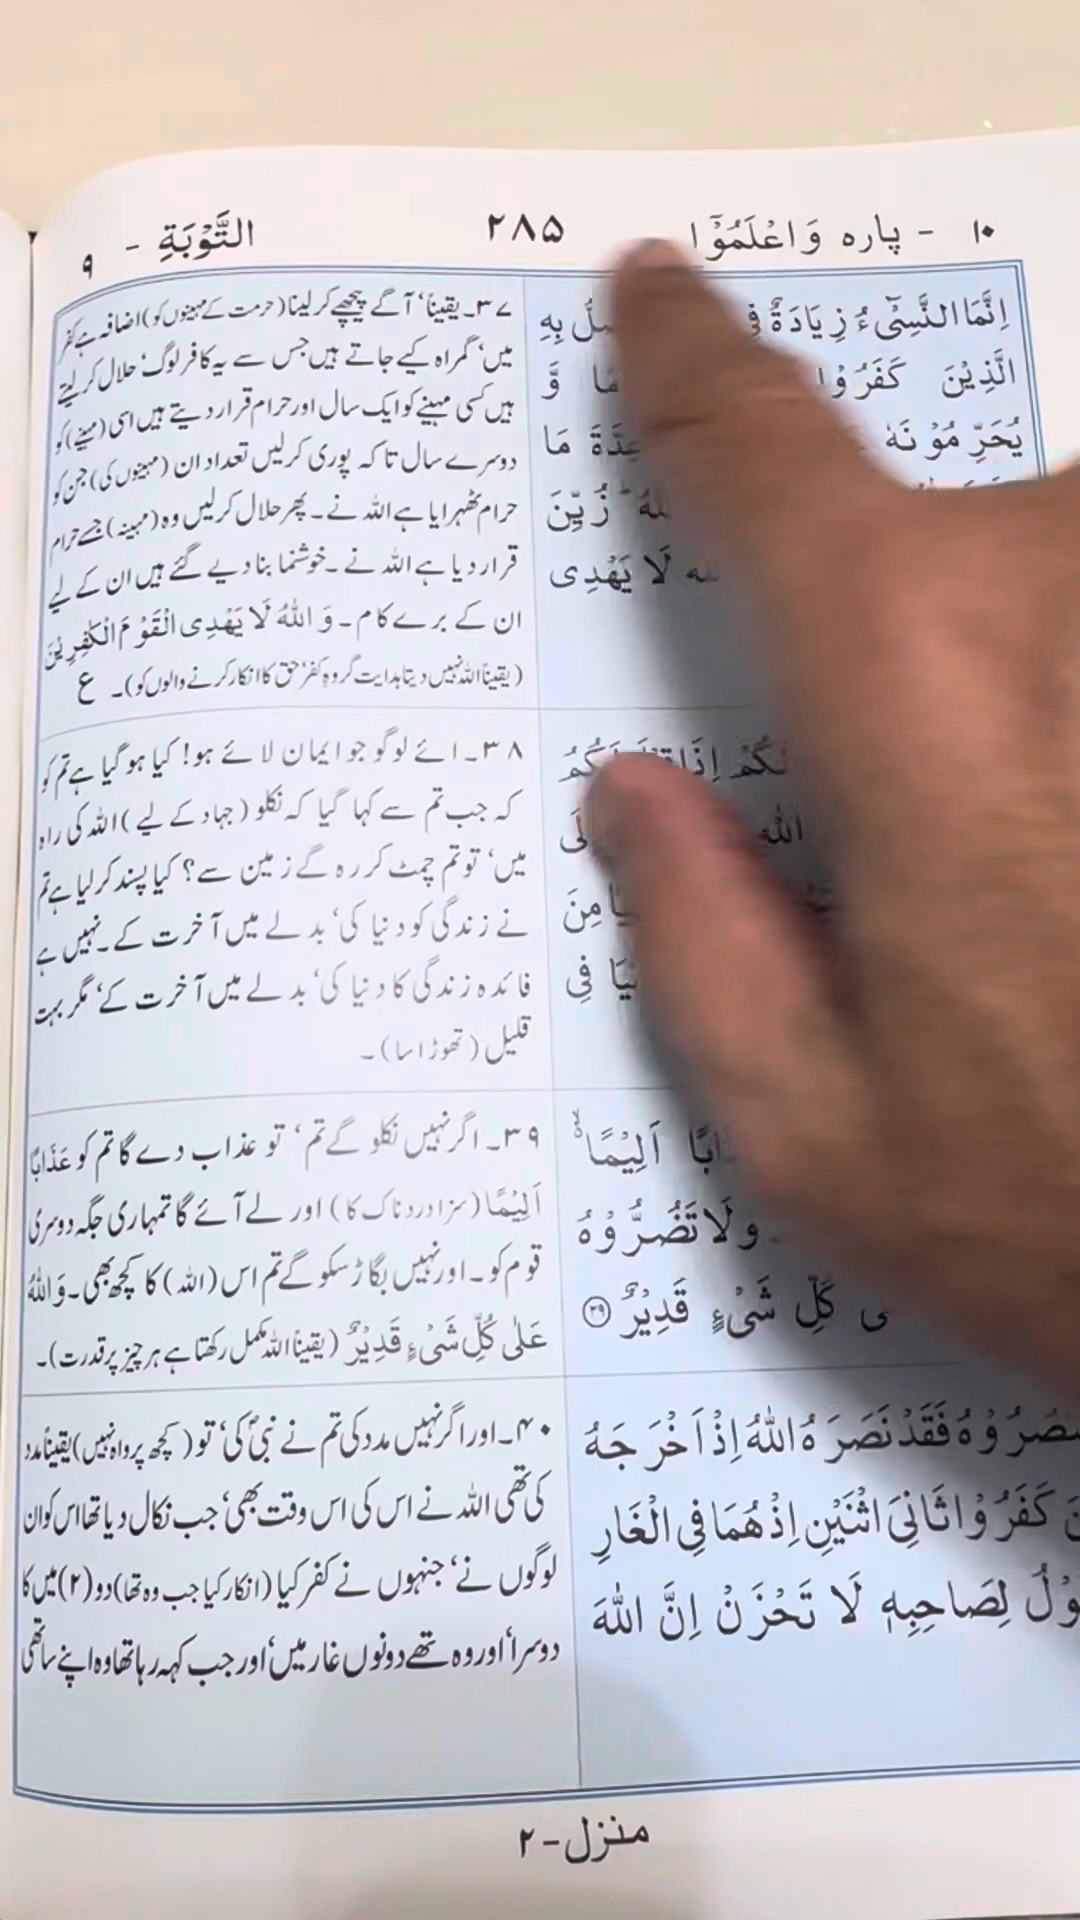 ۱۰ - پارہ وَاعْلَمُوْٓا ۲۸۵ التَّوْبَةِ - ۹
اِنَّمَا النَّسِیْٓءُ زِیَادَةٌ فِی بِهِ
الَّذِیْنَ كَفَرُوْا وَّ
یُحَرِّمُوْنَهٗ عِدَّةَ مَا
زُیِّنَ
لَا یَهْدِی
۳۷۔ یقیناً‘ آگے پیچھے کر لینا (حرمت کے مہینوں کو) اضافہ ہے کفر
میں‘ گمراہ کیے جاتے ہیں جس سے یہ کافر لوگ‘ حلال کر لیتے
ہیں کسی مہینے کو ایک سال اور حرام قرار دیتے ہیں اسی (مہینے) کو
دوسرے سال تا کہ پوری کر لیں تعداد ان (مہینوں کی) جن کو
حرام ٹھہرایا ہے اللہ نے۔ پھر حلال کر لیں وہ (مہینہ) جسے حرام
قرار دیا ہے اللہ نے۔ خوشنما بنا دیے گئے ہیں ان کے لیے
ان کے برے کام۔ وَ اللّٰهُ لَا یَهْدِی الْقَوْمَ الْكٰفِرِیْنَ
(یقیناً اللہ نہیں دیتا ہدایت گروہِ کفر‘ حق کا انکار کرنے والوں کو)۔ ع
اِذَا لَكُمُ
اللّٰهِ
مِنَ
فِی
۳۸۔ ائے لوگو جو ایمان لائے ہو! کیا ہو گیا ہے تم کو
کہ جب تم سے کہا گیا کہ نکلو (جہاد کے لیے) اللہ کی راہ
میں‘ تو تم چمٹ کر رہ گے زمین سے؟ کیا پسند کر لیا ہے تم
نے زندگی کو دنیا کی‘ بدلے میں آخرت کے۔ نہیں ہے
فائدہ زندگی کا دنیا کی‘ بدلے میں آخرت کے‘ مگر بہت
قلیل (تھوڑا سا)۔
اَلِیْمًا
وَلَا تَضُرُّوْهُ
كُلِّ شَیْءٍ قَدِیْرٌ ۳۹
۳۹۔ اگر نہیں نکلو گے تم‘ تو عذاب دے گا تم کو عَذَابًا
اَلِیْمًا (سزا دردناک کا) اور لے آئے گا تمہاری جگہ دوسری
قوم کو۔ اور نہیں بگاڑ سکو گے تم اس (اللہ) کا کچھ بھی۔ وَ اللّٰهُ
عَلٰی كُلِّ شَیْءٍ قَدِیْرٌ (یقیناً اللہ مکمل رکھتا ہے ہر چیز پر قدرت)۔
فَقَدْ نَصَرَهُ اللّٰهُ اِذْ اَخْرَجَهُ
كَفَرُوْا ثَانِیَ اثْنَیْنِ اِذْ هُمَا فِی الْغَارِ
لِصَاحِبِهٖ لَا تَحْزَنْ اِنَّ اللّٰهَ
۴۰۔ اور اگر نہیں مدد کی تم نے نبیؐ کی‘ تو (کچھ پرواہ نہیں) یقیناً مدد
کی تھی اللہ نے اس کی اس وقت بھی‘ جب نکال دیا تھا اس کو ان
لوگوں نے‘ جنہوں نے کفر کیا (انکار کیا جب وہ تھا) دو (۲) میں کا
دوسرا‘ اور وہ تھے دونوں غار میں‘ اور جب کہہ رہا تھا وہ اپنے ساتھی
منزل - ۲